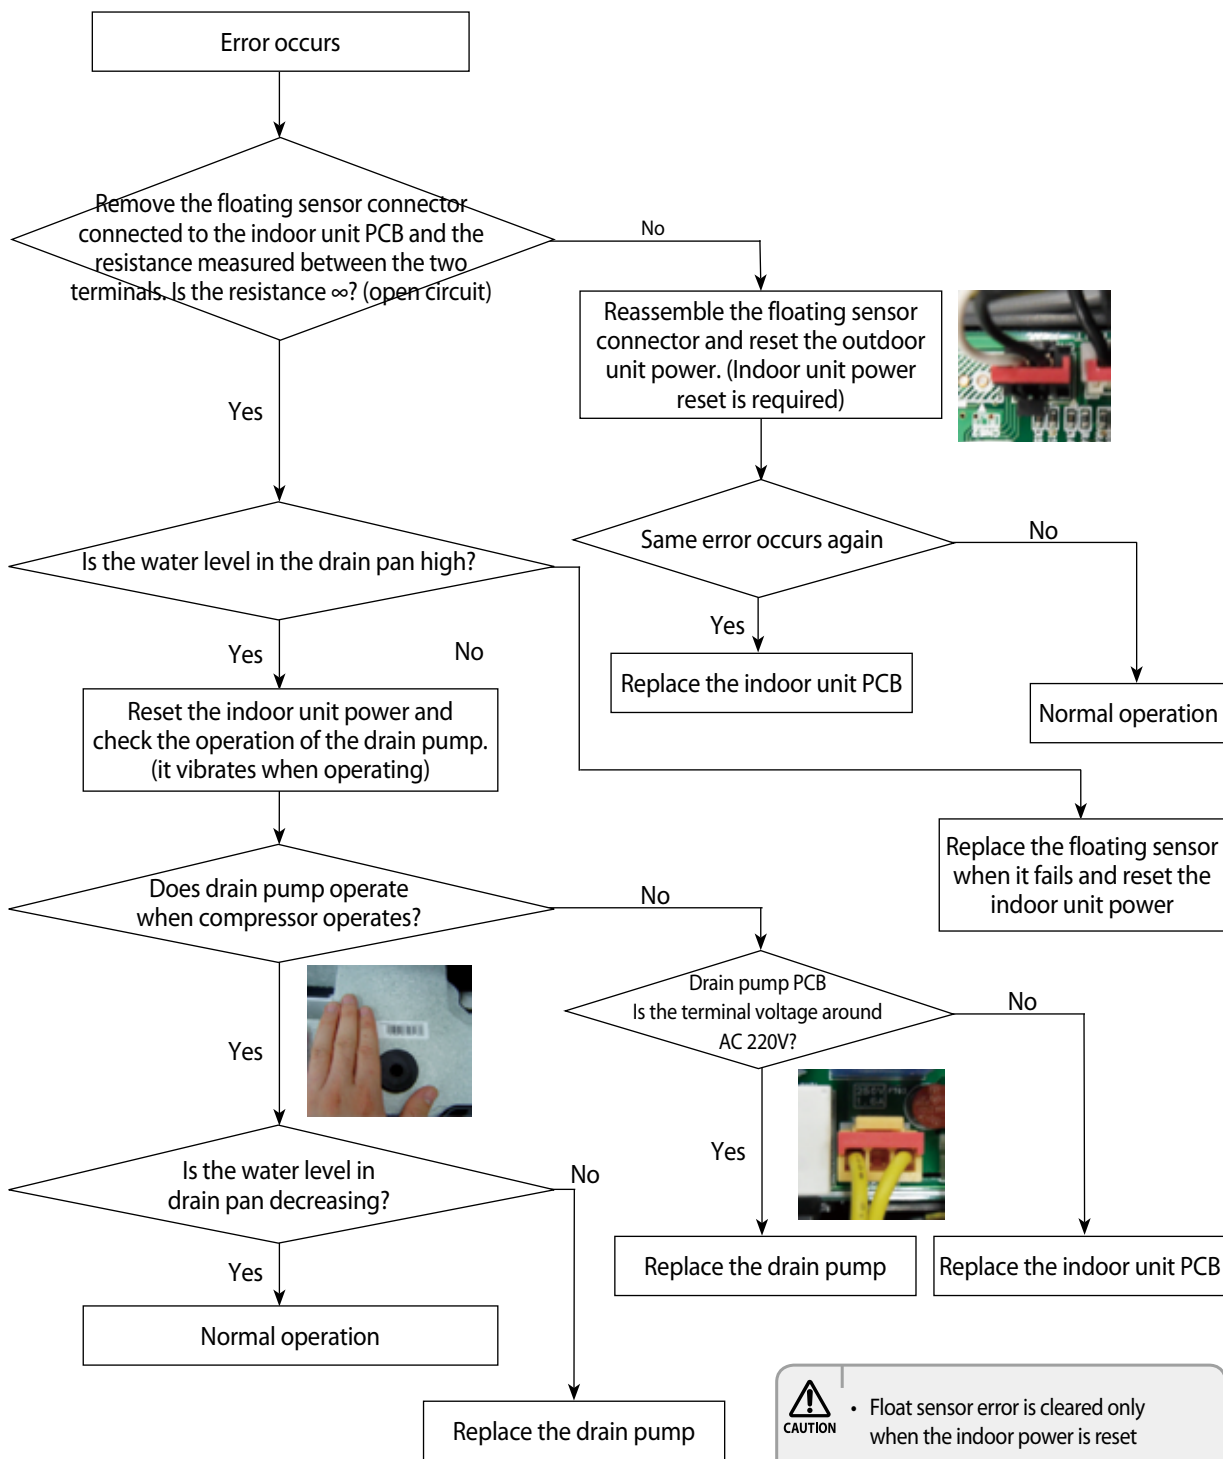 Error occurs
Remove the floating sensor connector
connected to the indoor unit PCB and the
resistance measured between the two
terminals. Is the resistance ∞? (open circuit)
No
Reassemble the floating sensor
connector and reset the outdoor
unit power. (Indoor unit power
reset is required)
Yes
Same error occurs again
No
Is the water level in the drain pan high?
Yes
Replace the indoor unit PCB
Yes
No
Normal operation
Reset the indoor unit power and
check the operation of the drain pump.
(it vibrates when operating)
Replace the floating sensor
when it fails and reset the
indoor unit power
Does drain pump operate
when compressor operates?
No
Drain pump PCB
Is the terminal voltage around
AC 220V?
No
Yes
Yes
Is the water level in
drain pan decreasing?
No
Replace the drain pump
Replace the indoor unit PCB
Yes
Normal operation
Replace the drain pump
CAUTION
• Float sensor error is cleared only
when the indoor power is reset